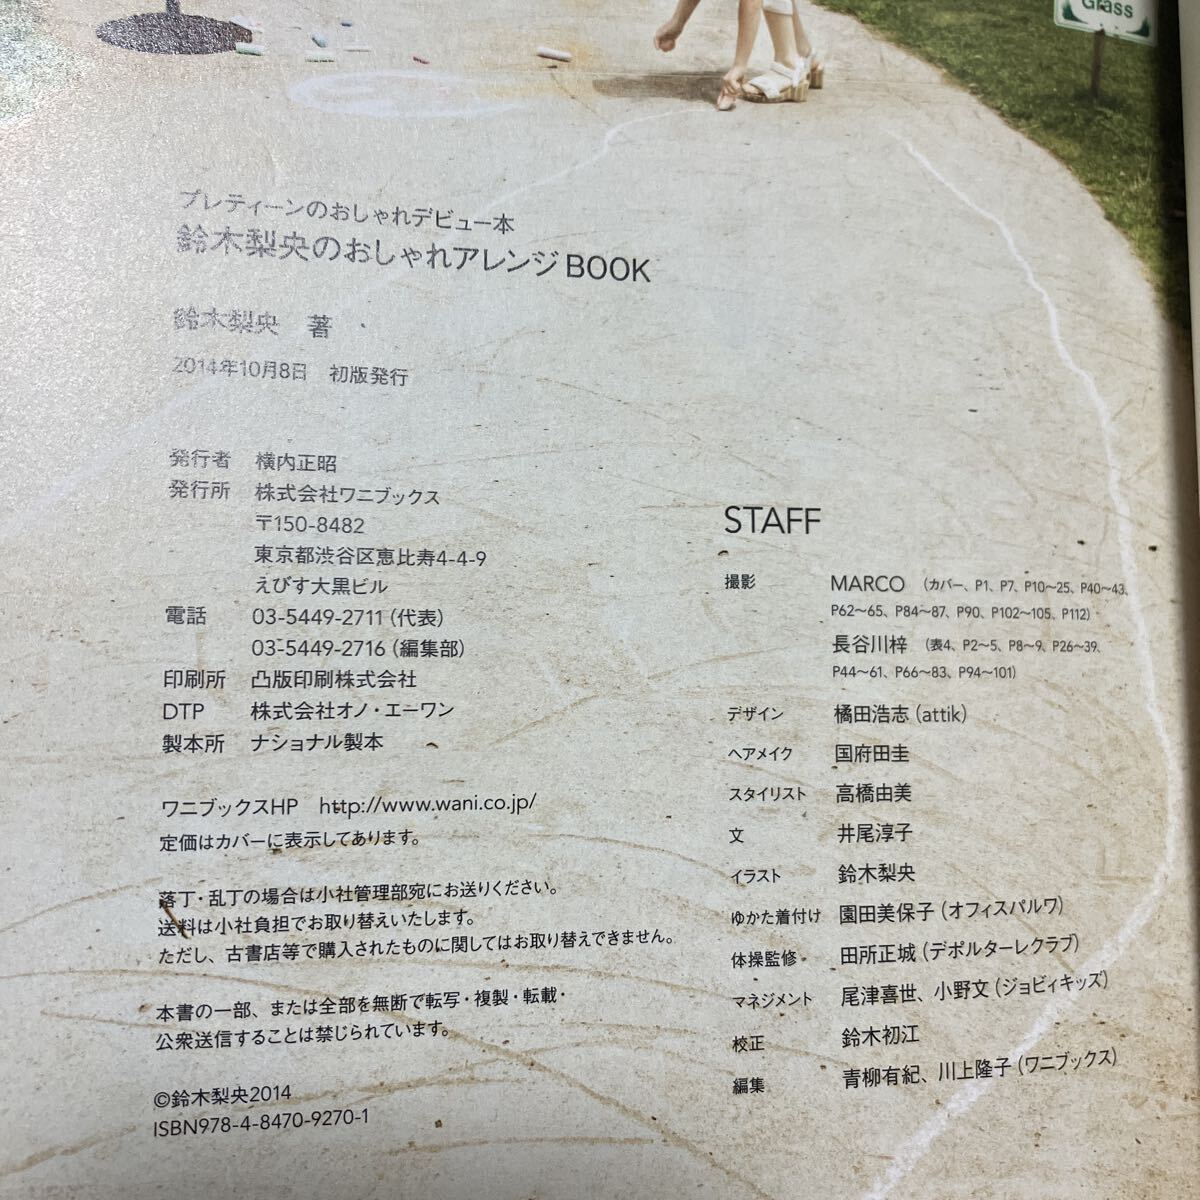 Grass
プレティーンのおしゃれデビュー本
鈴木梨央のおしゃれアレンジBOOK
鈴木梨央 著
2014年10月8日 初版発行
発行者 横内正昭
発行所 株式会社ワニブックス
〒150-8482
東京都渋谷区恵比寿4-4-9
えびす大黒ビル
電話 03-5449-2711(代表)
03-5449-2716(編集部)
印刷所 凸版印刷株式会社
DTP 株式会社オノ・エーワン
製本所 ナショナル製本
ワニブックスHP http://www.wani.co.jp/
定価はカバーに表示してあります。
落丁・乱丁の場合は小社管理部宛にお送りください。
送料は小社負担でお取り替えいたします。
ただし、古書店等で購入されたものに関してはお取り替えできません。
本書の一部、または全部を無断で転写・複製・転載・
公衆送信することは禁じられています。
©鈴木梨央2014
ISBN978-4-8470-9270-1
STAFF
撮影 MARCO (カバー、P1、P7、P10〜25、P40〜43、
P62〜65、P84〜87、P90、P102〜105、P112)
長谷川梓 (表4、P2〜5、P8〜9、P26〜39、
P44〜61、P66〜83、P94〜101)
デザイン 橘田浩志(attik)
ヘアメイク 国府田圭
スタイリスト 高橋由美
文 井尾淳子
イラスト 鈴木梨央
ゆかた着付け 園田美保子(オフィスパルワ)
体操監修 田所正城(デポルターレクラブ)
マネジメント 尾津喜世、小野文(ジョビィキッズ)
校正 鈴木初江
編集 青柳有紀、川上隆子(ワニブックス)